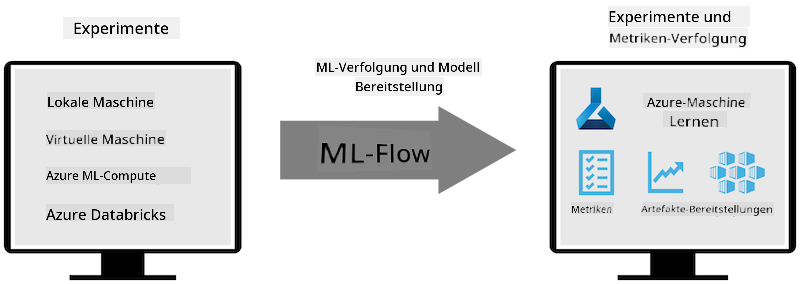 Experimente
Lokale Maschine
Virtuelle Maschine
Azure ML-Compute
Azure Databricks
ML-Verfolgung und Modell
Bereitstellung
ML-Flow
Experimente und
Metriken-Verfolgung
Azure-Maschine
Lernen
Metriken
Artefakte-Bereitstellungen